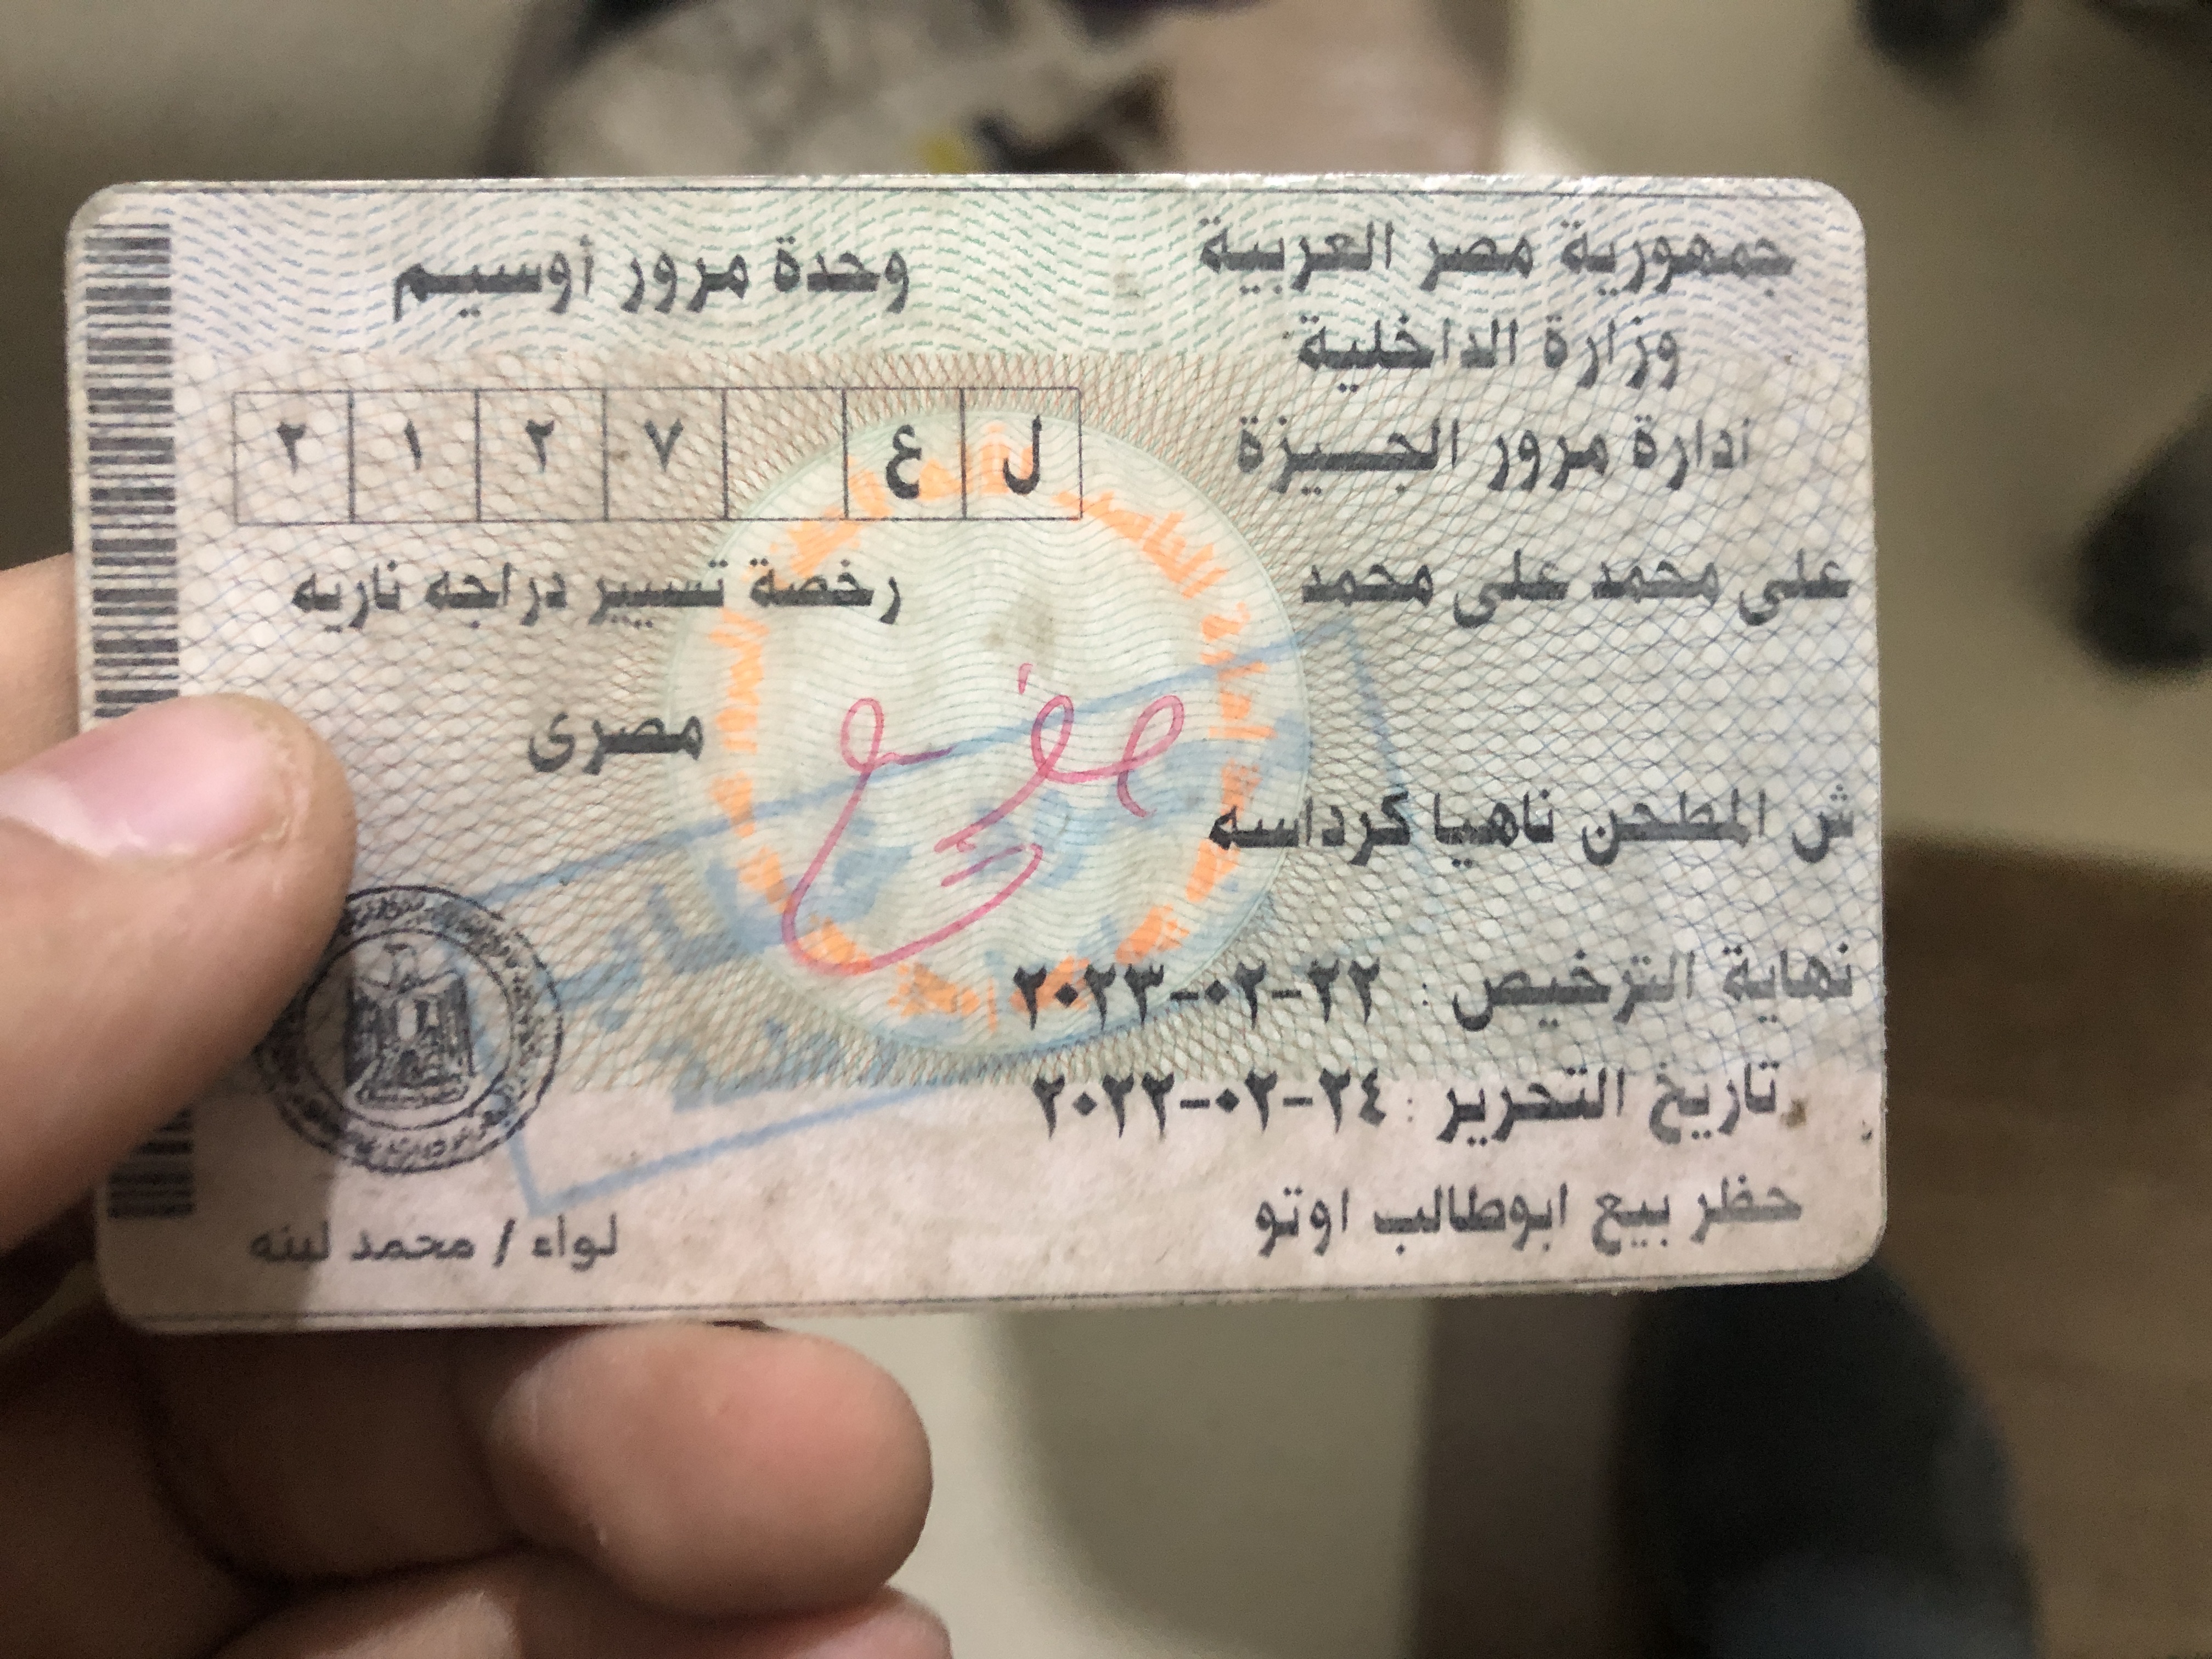 جمهورية مصر العربية
وزارة الداخلية
ادارة مرور الجيزة
وحدة مرور أوسيم
ل ع ٧ ٢ ١ ٢
على محمد على محمد
رخصة تسيير دراجه ناريه
مصرى
ش المطحن ناهيا كرداسه
نهاية الترخيص : ٢٢-٠٢-٢٠٢٣
تاريخ التحرير : ٢٤-٠٢-٢٠٢٢
حظر بيع ابوطالب اوتو
لواء / محمد لبنه